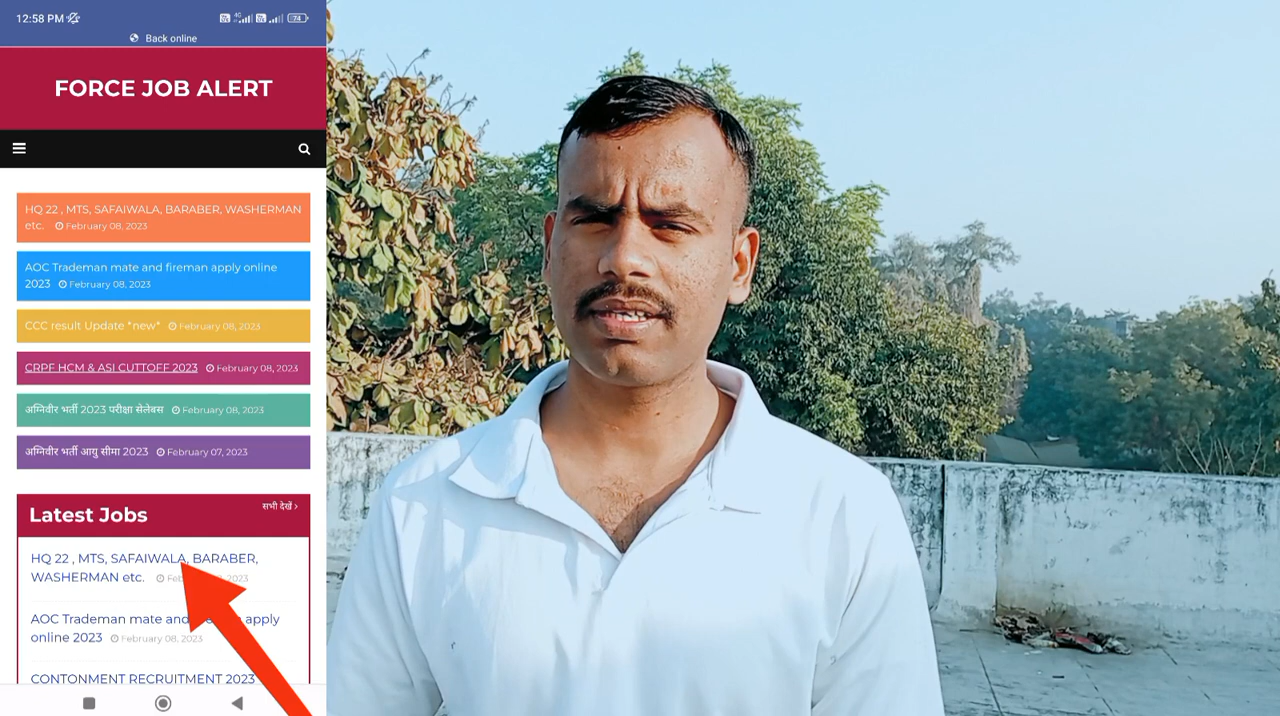 12:58 PM
74
Back online
FORCE JOB ALERT
HQ 22 , MTS, SAFAIWALA, BARABER, WASHERMAN
etc. February 08, 2023
AOC Trademan mate and fireman apply online
2023 February 08, 2023
CCC result Update *new* February 08, 2023
CRPF HCM & ASI CUTTOFF 2023 February 08, 2023
अग्निवीर भर्ती 2023 परीक्षा सेलेबस February 08, 2023
अग्निवीर भर्ती आयु सीमा 2023 February 07, 2023
Latest Jobs
सभी देखें
HQ 22 , MTS, SAFAIWALA, BARABER,
WASHERMAN etc. 2023
AOC Trademan mate and apply
online 2023 February 08, 2023
CONTONMENT RECRUITMENT 2023